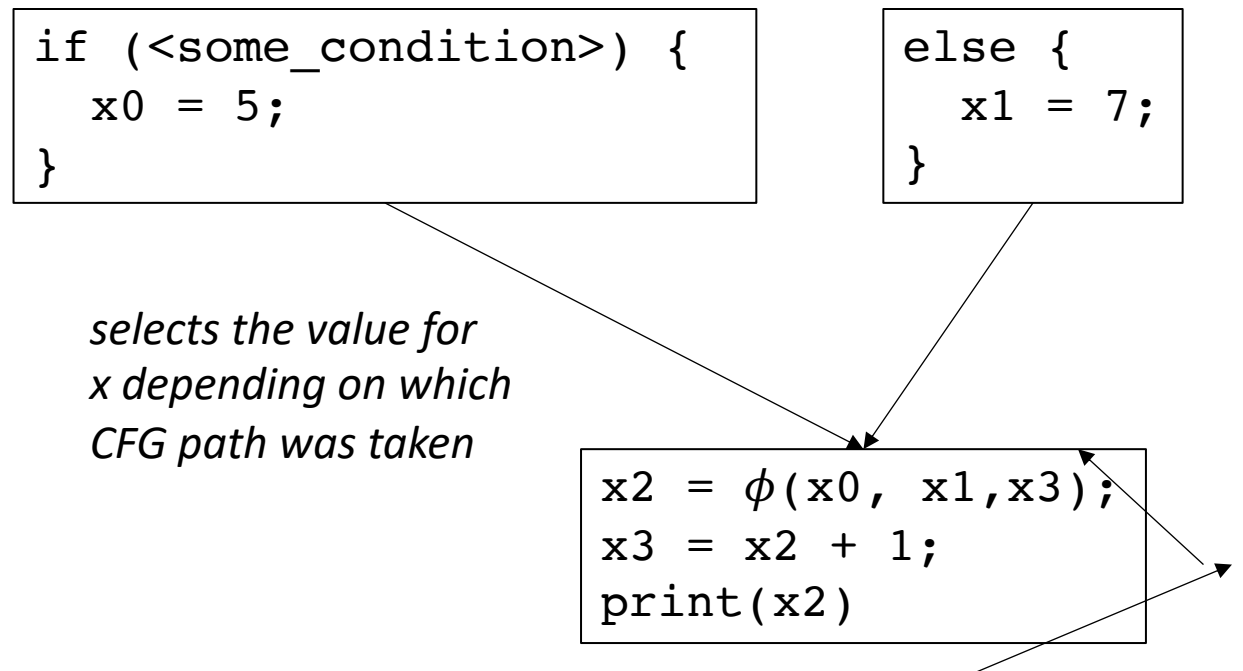 if (<some_condition>) {
  x0 = 5;
}
else {
  x1 = 7;
}
selects the value for
x depending on which
CFG path was taken
x2 = ϕ(x0, x1,x3);
x3 = x2 + 1;
print(x2)